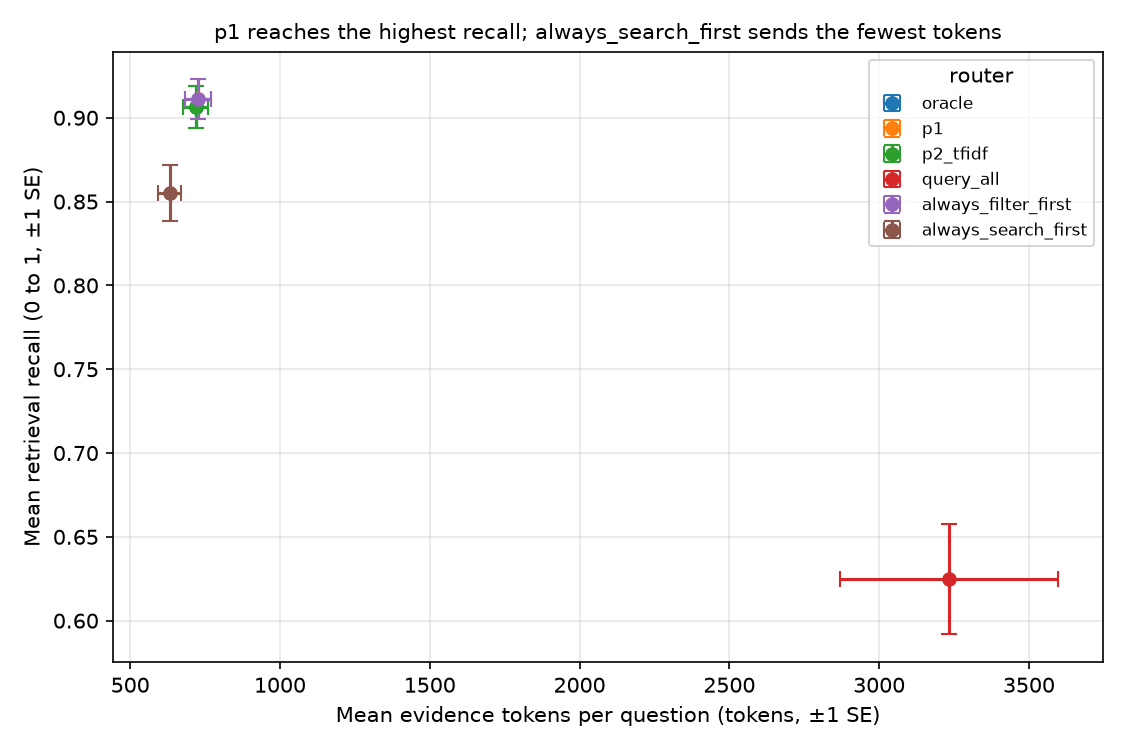 p1 reaches the highest recall; always_search_first sends the fewest tokens
router
oracle
p1
p2_tfidf
query_all
always_filter_first
always_search_first
Mean retrieval recall (0 to 1, ±1 SE)
0.90
0.85
0.80
0.75
0.70
0.65
0.60
500 1000 1500 2000 2500 3000 3500
Mean evidence tokens per question (tokens, ±1 SE)